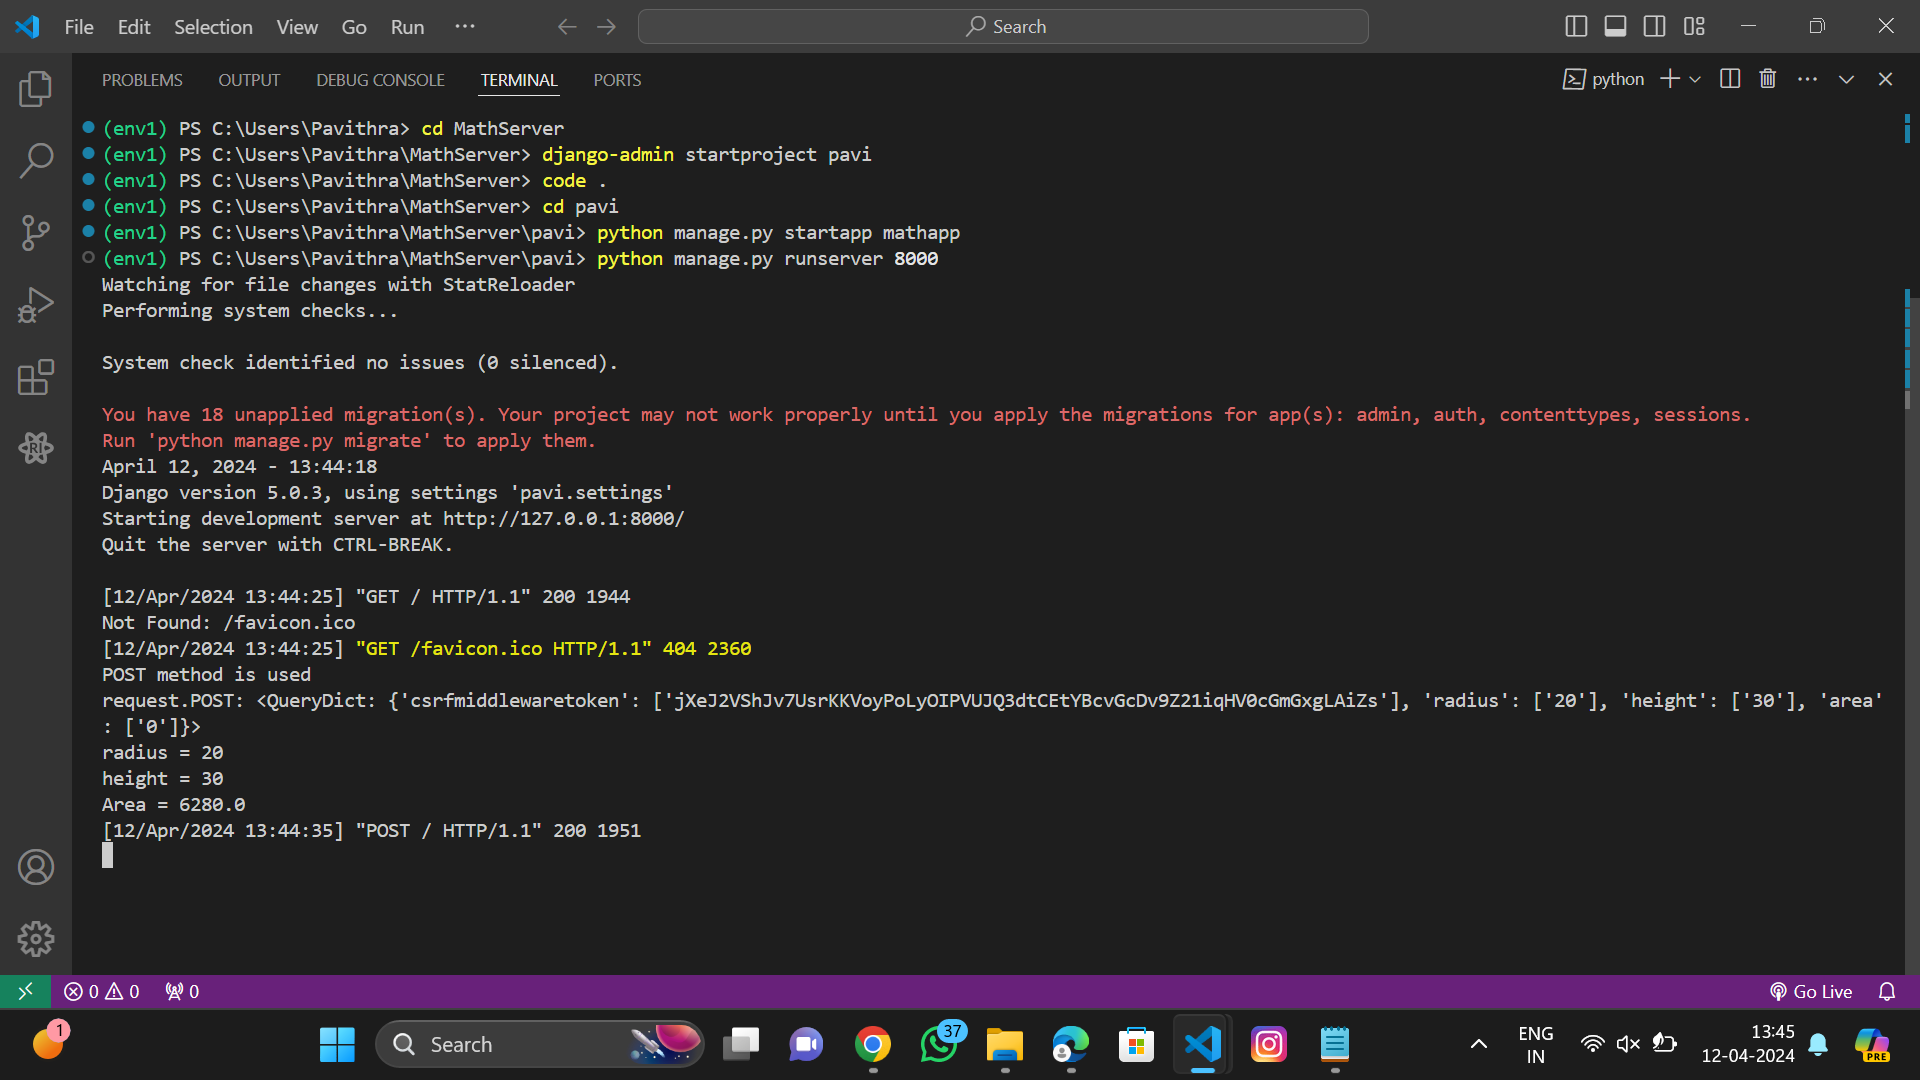 File Edit Selection View Go Run ··· Search
PROBLEMS OUTPUT DEBUG CONSOLE TERMINAL PORTS python
(env1) PS C:\Users\Pavithra> cd MathServer
(env1) PS C:\Users\Pavithra\MathServer> django-admin startproject pavi
(env1) PS C:\Users\Pavithra\MathServer> code .
(env1) PS C:\Users\Pavithra\MathServer> cd pavi
(env1) PS C:\Users\Pavithra\MathServer\pavi> python manage.py startapp mathapp
(env1) PS C:\Users\Pavithra\MathServer\pavi> python manage.py runserver 8000
Watching for file changes with StatReloader
Performing system checks...
System check identified no issues (0 silenced).
You have 18 unapplied migration(s). Your project may not work properly until you apply the migrations for app(s): admin, auth, contenttypes, sessions.
Run 'python manage.py migrate' to apply them.
April 12, 2024 - 13:44:18
Django version 5.0.3, using settings 'pavi.settings'
Starting development server at http://127.0.0.1:8000/
Quit the server with CTRL-BREAK.
[12/Apr/2024 13:44:25] "GET / HTTP/1.1" 200 1944
Not Found: /favicon.ico
[12/Apr/2024 13:44:25] "GET /favicon.ico HTTP/1.1" 404 2360
POST method is used
request.POST: <QueryDict: {'csrfmiddlewaretoken': ['jXeJ2VShJv7UsrKKVoyPoLyOIPVUJQ3dtCEtYBcvGcDv9Z21iqHV0cGmGxgLAiZs'], 'radius': ['20'], 'height': ['30'], 'area'
: ['0']}>
radius = 20
height = 30
Area = 6280.0
[12/Apr/2024 13:44:35] "POST / HTTP/1.1" 200 1951
0 0 0 Go Live
1 Search 37 ENG 13:45 PRE
IN 12-04-2024